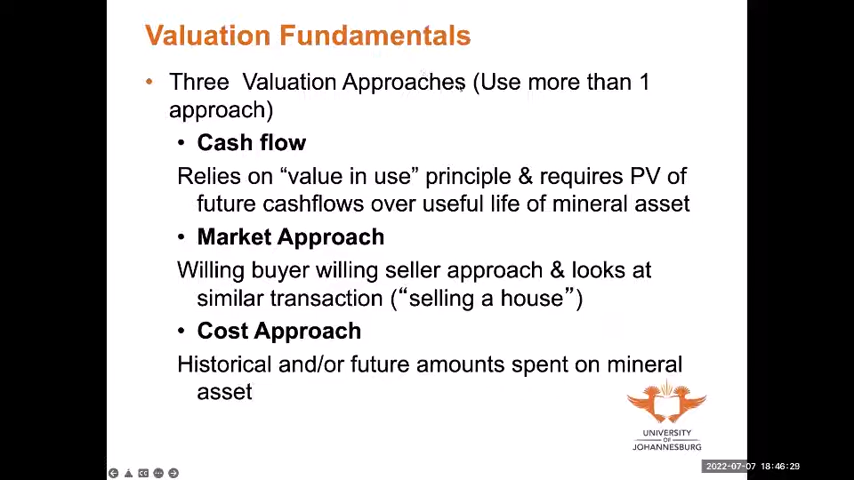 Valuation Fundamentals
• Three Valuation Approaches (Use more than 1
approach)
• Cash flow
Relies on “value in use” principle & requires PV of
future cashflows over useful life of mineral asset
• Market Approach
Willing buyer willing seller approach & looks at
similar transaction (“selling a house”)
• Cost Approach
Historical and/or future amounts spent on mineral
asset
UNIVERSITY
OF
JOHANNESBURG
CC
2022-07-07 18:46:29